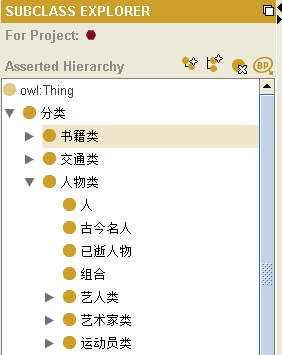 SUBCLASS EXPLORER
For Project:
Asserted Hierarchy
BP
owl:Thing
分类
书籍类
交通类
人物类
人
古今名人
已逝人物
组合
艺人类
艺术家类
运动员类